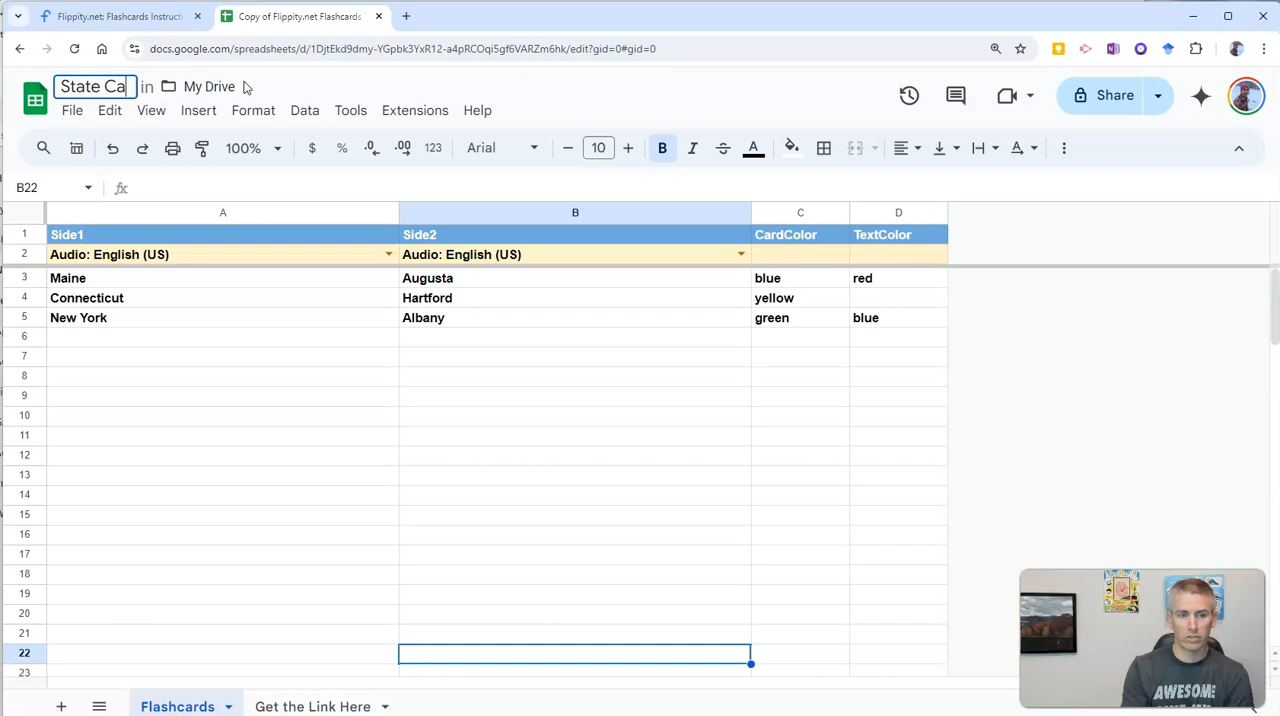 Flippity.net: Flashcards Instruct
Copy of Flippity.net Flashcards
docs.google.com/spreadsheets/d/1DjtEkd9dmy-YGpbk3YxR12-a4pRCOqi5gf6VARZm6hk/edit?gid=0#gid=0
State Ca in My Drive
File Edit View Insert Format Data Tools Extensions Help
Share
100% $ % .0 .00 123 Arial 10 B I A
B22 fx
A B C D
1 Side1 Side2 CardColor TextColor
2 Audio: English (US) Audio: English (US)
3 Maine Augusta blue red
4 Connecticut Hartford yellow
5 New York Albany green blue
6
7
8
9
10
11
12
13
14
15
16
17
18
19
20
21
22
23
AWESOME
Flashcards Get the Link Here